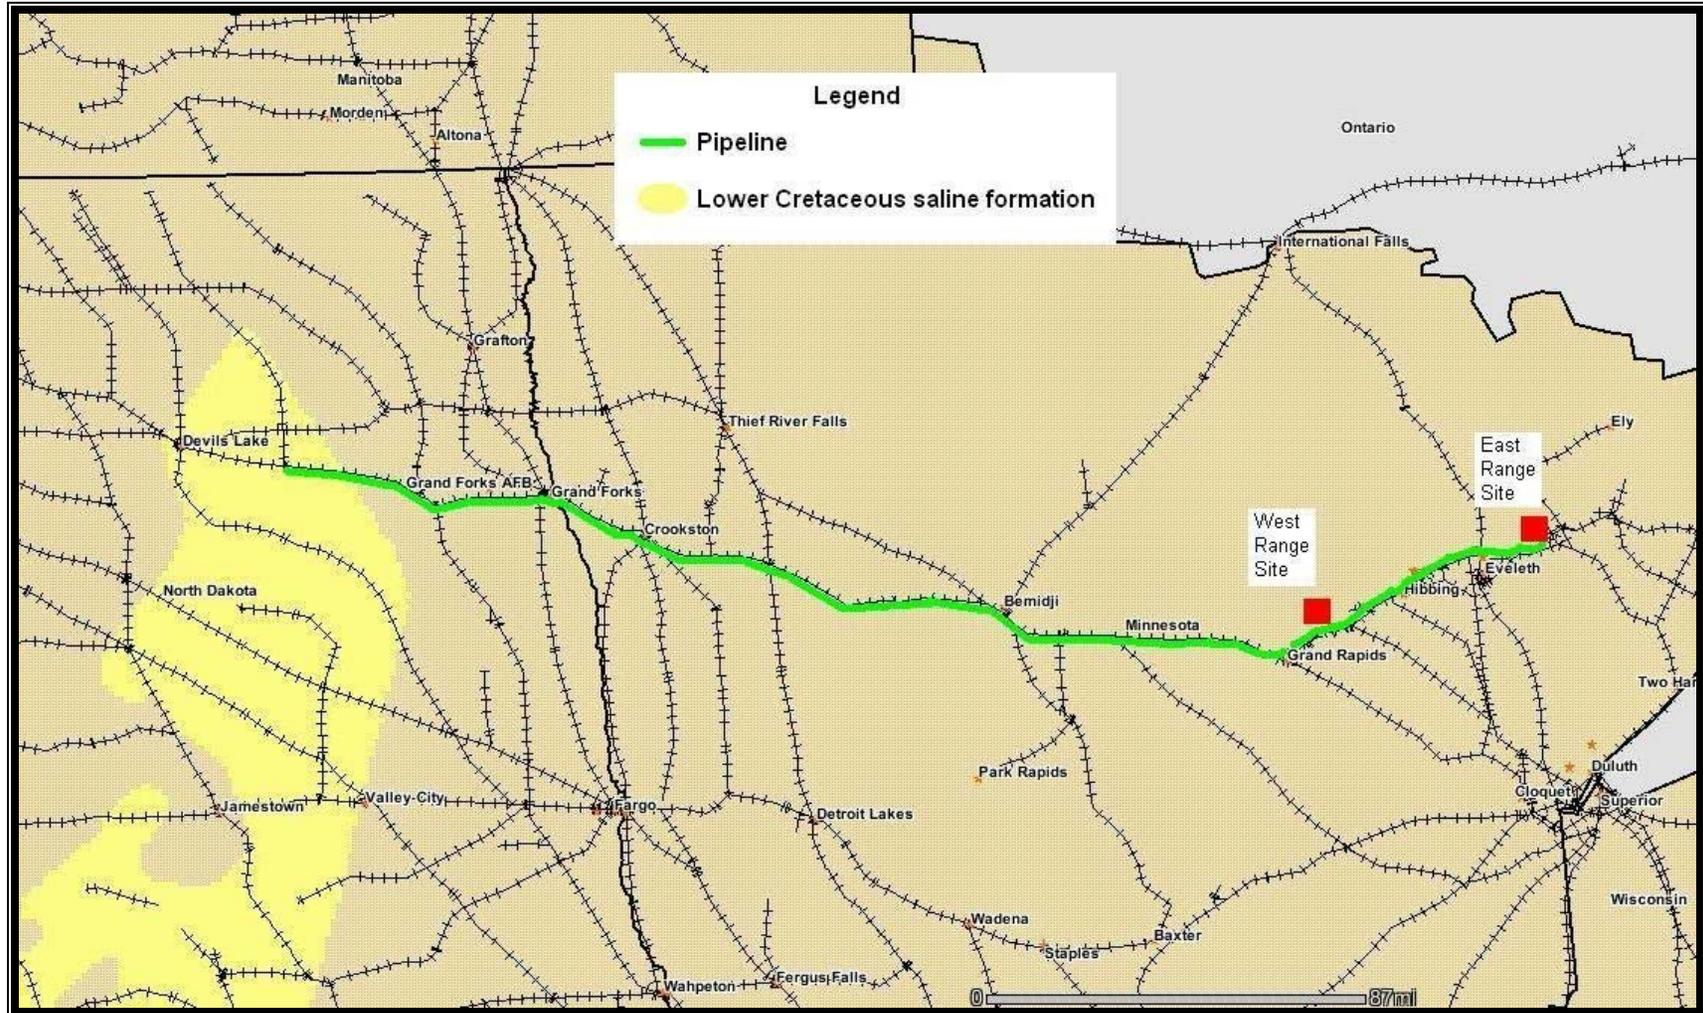 Legend
Pipeline
Lower Cretaceous saline formation
Manitoba
Morden
Altona
Ontario
International Falls
Grafton
Devils Lake
Thief River Falls
Ely
East
Range
Site
Grand Forks AFB
Grand Forks
Crookston
West
Range
Site
Eveleth
Hibbing
North Dakota
Bemidji
Minnesota
Grand Rapids
Two Har
Park Rapids
Duluth
Cloquet
Superior
Jamestown
Valley City
Fargo
Detroit Lakes
Wisconsin
Wadena
Baxter
Staples
Wahpeton
Fergus Falls
0 87mi